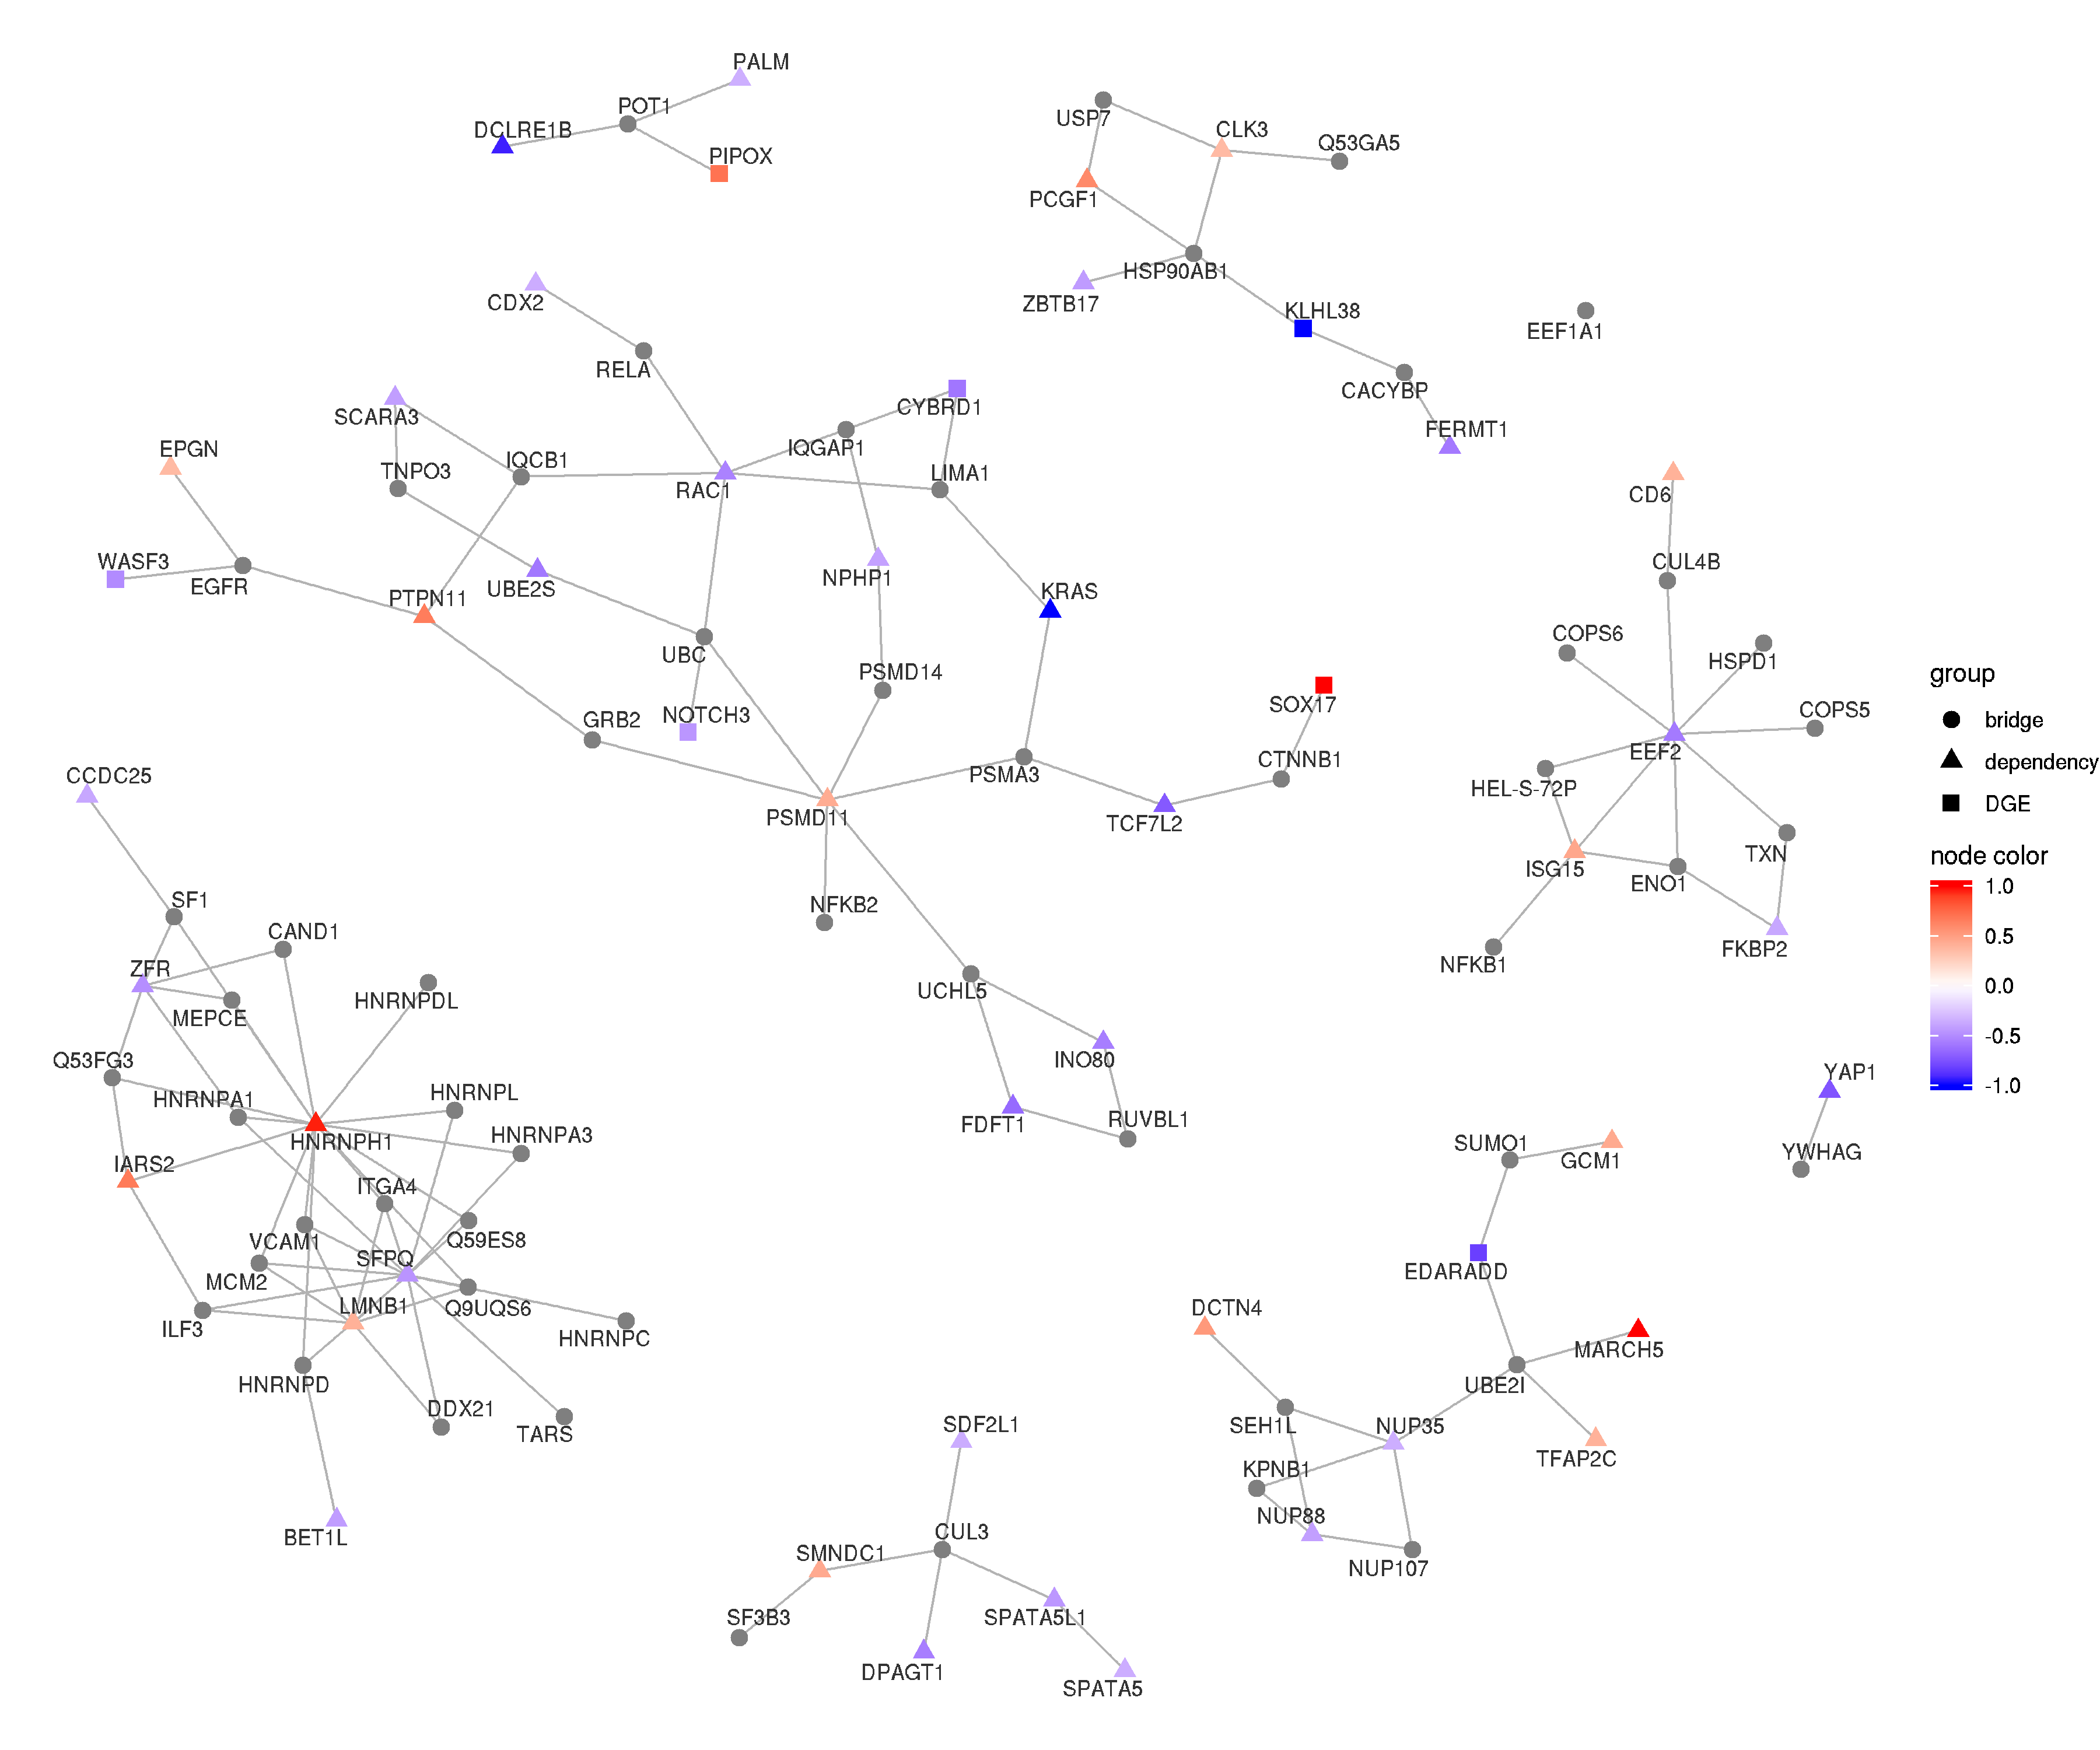 PALM
POT1
DCLRE1B
PIPOX
USP7
CLK3
Q53GA5
PCGF1
HSP90AB1
ZBTB17
KLHL38
EEF1A1
CACYBP
FERMT1
CDX2
RELA
SCARA3
CYBRD1
IQGAP1
EPGN
TNPO3
IQCB1
RAC1
LIMA1
WASF3
EGFR
PTPN11
UBE2S
NPHP1
KRAS
UBC
PSMD14
NOTCH3
GRB2
SOX17
PSMA3
CTNNB1
PSMD11
TCF7L2
NFKB2
UCHL5
INO80
FDFT1
RUVBL1
CD6
CUL4B
COPS6
HSPD1
COPS5
EEF2
HEL-S-72P
TXN
ISG15
ENO1
NFKB1
FKBP2
group
bridge
dependency
DGE
node color
1.0
0.5
0.0
-0.5
-1.0
CCDC25
SF1
CAND1
ZFR
HNRNPDL
MEPCE
Q53FG3
HNRNPA1
HNRNPL
HNRNPH1
HNRNPA3
IARS2
ITGA4
VCAM1
Q59ES8
SFPQ
MCM2
LMNB1
Q9UQS6
ILF3
HNRNPC
HNRNPD
DDX21
TARS
BET1L
YAP1
YWHAG
SUMO1
GCM1
EDARADD
DCTN4
MARCH5
UBE2I
SEH1L
NUP35
TFAP2C
KPNB1
NUP88
NUP107
SDF2L1
CUL3
SMNDC1
SF3B3
SPATA5L1
DPAGT1
SPATA5